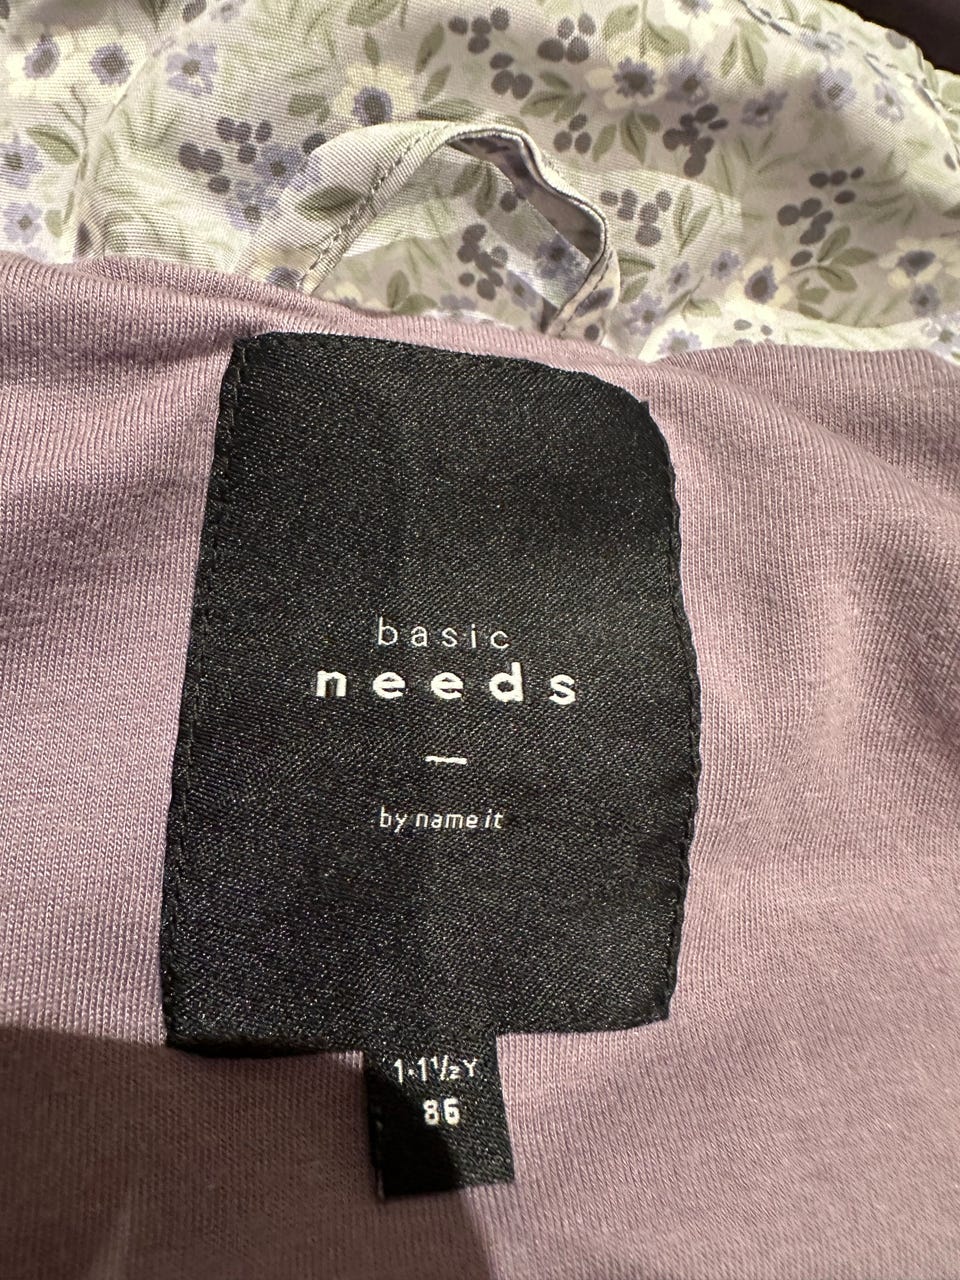 basic
needs
—
by name it
1-1½Y
86